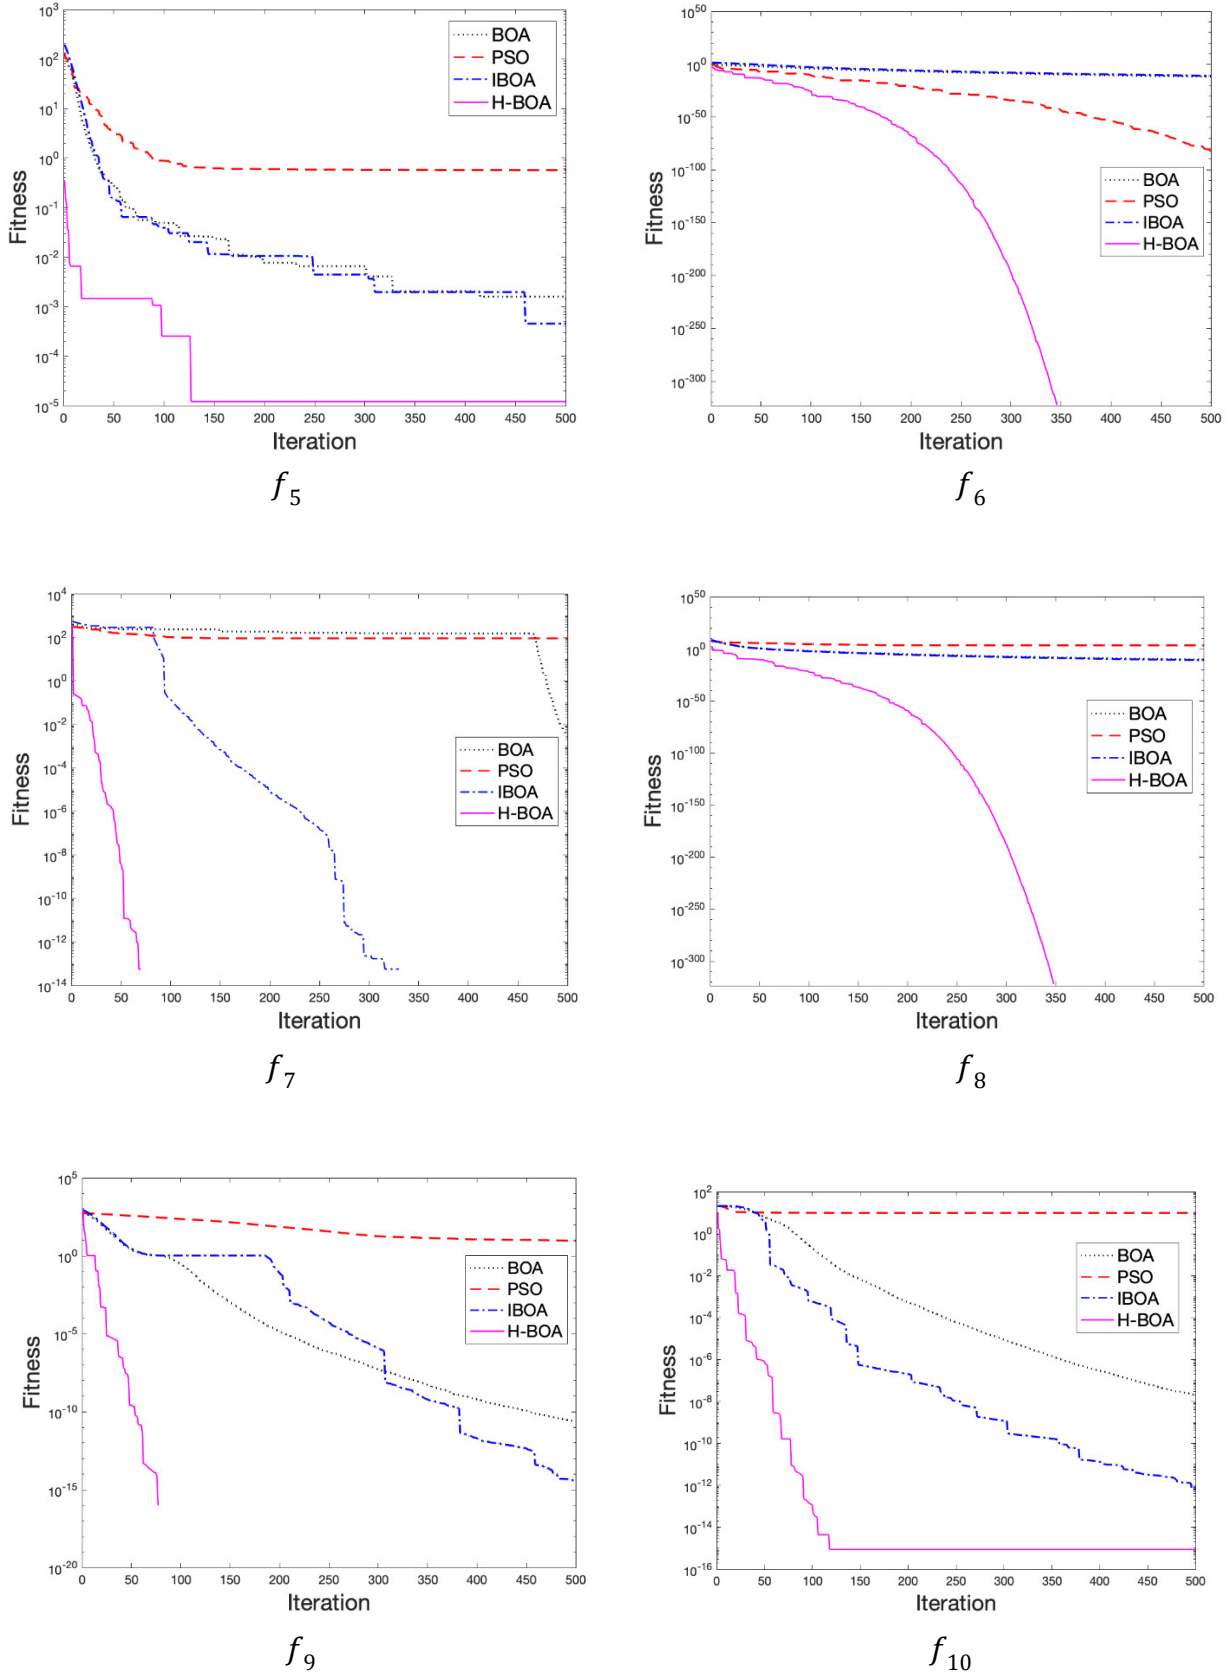 10^3
10^2
10^1
10^0
10^-1
10^-2
10^-3
10^-4
10^-5
Fitness
0 50 100 150 200 250 300 350 400 450 500
Iteration
BOA
PSO
IBOA
H-BOA
f_5
10^50
10^0
10^-50
10^-100
10^-150
10^-200
10^-250
10^-300
Fitness
0 50 100 150 200 250 300 350 400 450 500
Iteration
BOA
PSO
IBOA
H-BOA
f_6
10^4
10^2
10^0
10^-2
10^-4
10^-6
10^-8
10^-10
10^-12
10^-14
Fitness
0 50 100 150 200 250 300 350 400 450 500
Iteration
BOA
PSO
IBOA
H-BOA
f_7
10^50
10^0
10^-50
10^-100
10^-150
10^-200
10^-250
10^-300
Fitness
0 50 100 150 200 250 300 350 400 450 500
Iteration
BOA
PSO
IBOA
H-BOA
f_8
10^5
10^0
10^-5
10^-10
10^-15
10^-20
Fitness
0 50 100 150 200 250 300 350 400 450 500
Iteration
BOA
PSO
IBOA
H-BOA
f_9
10^2
10^0
10^-2
10^-4
10^-6
10^-8
10^-10
10^-12
10^-14
10^-16
Fitness
0 50 100 150 200 250 300 350 400 450 500
Iteration
BOA
PSO
IBOA
H-BOA
f_10